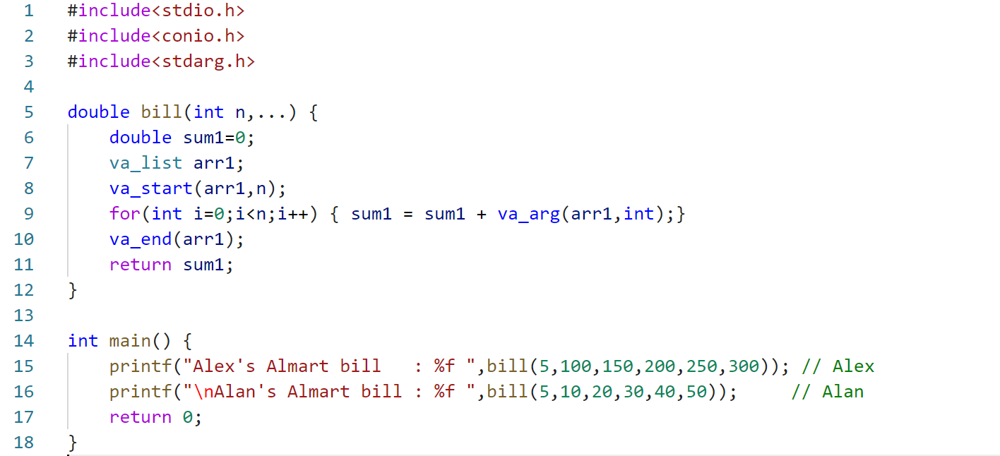 1 #include<stdio.h>
2 #include<conio.h>
3 #include<stdarg.h>
4
5 double bill(int n,...) {
6     double sum1=0;
7     va_list arr1;
8     va_start(arr1,n);
9     for(int i=0;i<n;i++) { sum1 = sum1 + va_arg(arr1,int);}
10     va_end(arr1);
11     return sum1;
12 }
13
14 int main() {
15     printf("Alex's Almart bill   : %f ",bill(5,100,150,200,250,300)); // Alex
16     printf("\nAlan's Almart bill : %f ",bill(5,10,20,30,40,50));     // Alan
17     return 0;
18 }